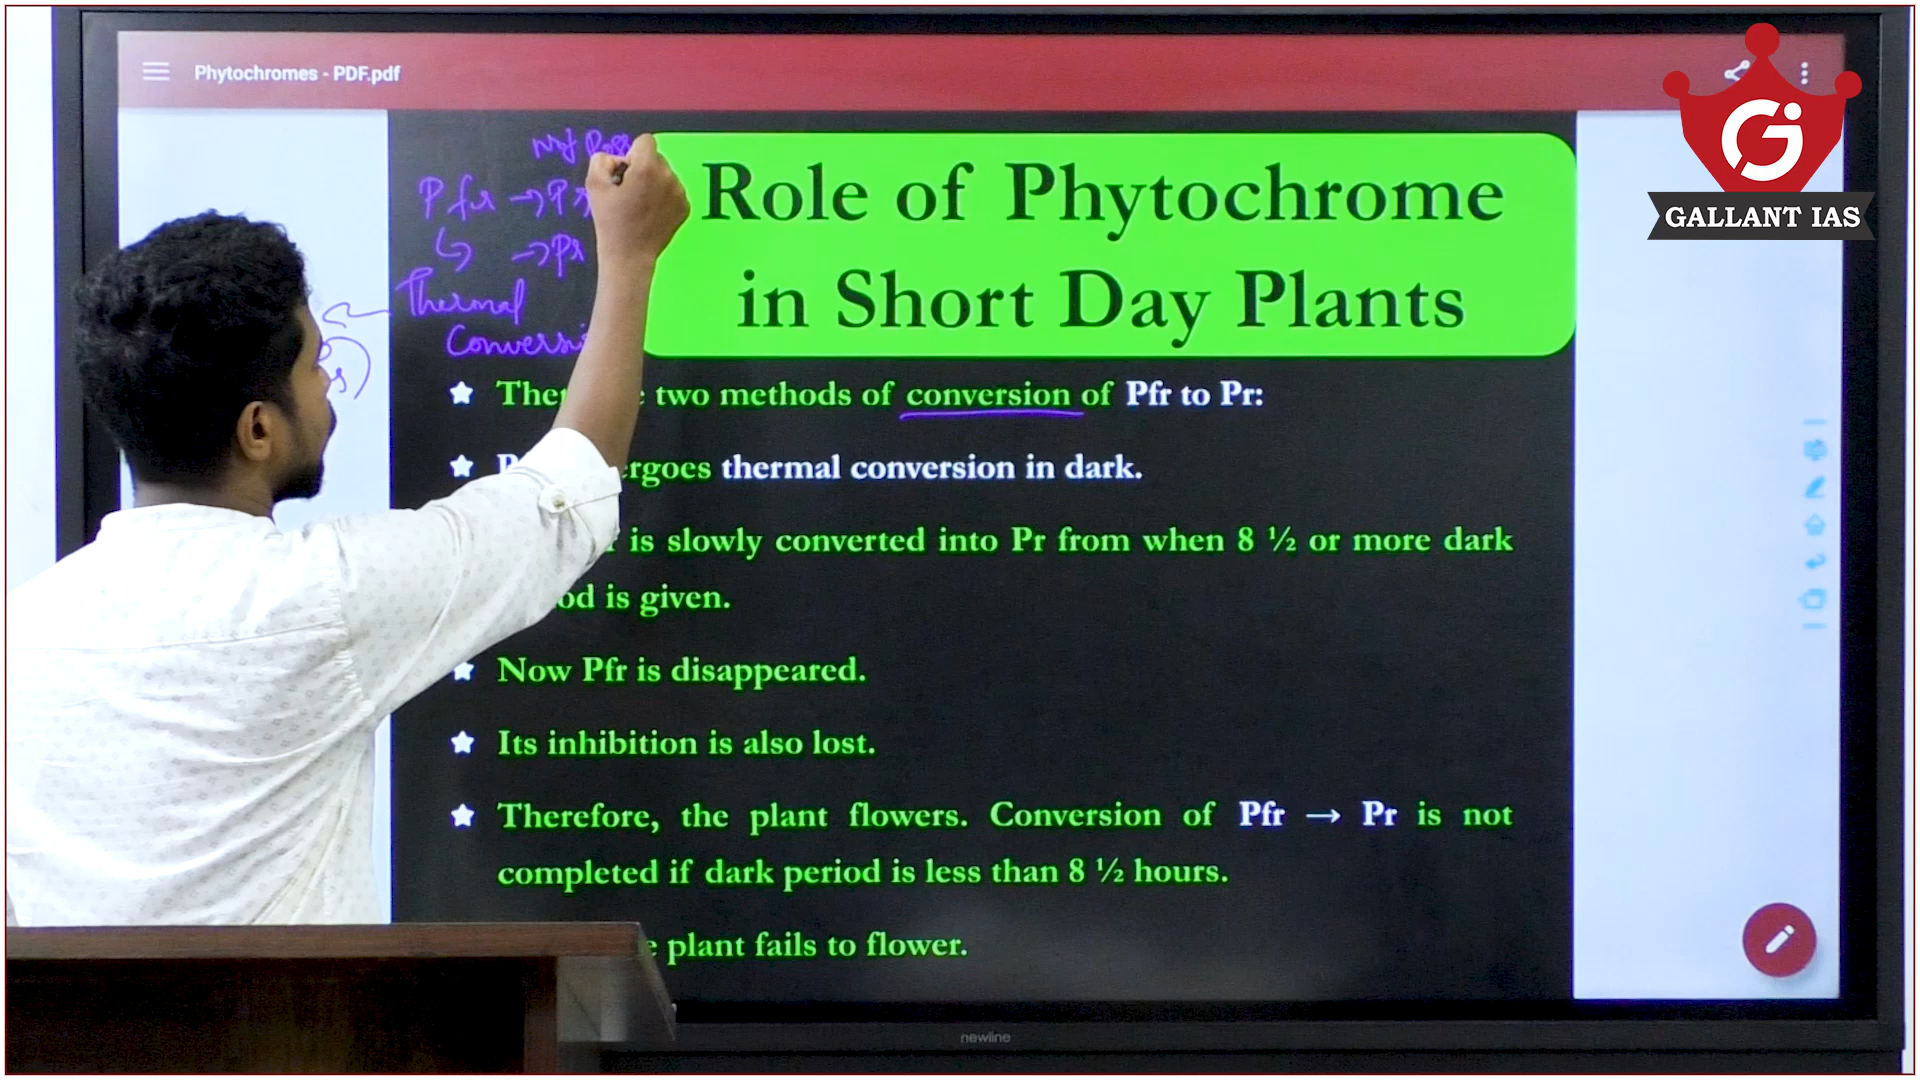 Phytochromes - PDF.pdf
GALLANT IAS
Not
Pfr → Pr
→ Pr
Thermal
Role of Phytochrome
in Short Day Plants
two methods of conversion of Pfr to Pr:
thermal conversion in dark.
is slowly converted into Pr from when 8 ½ or more dark
is given.
Now Pfr is disappeared.
Its inhibition is also lost.
Therefore, the plant flowers. Conversion of Pfr → Pr is not
completed if dark period is less than 8 ½ hours.
plant fails to flower.
newline